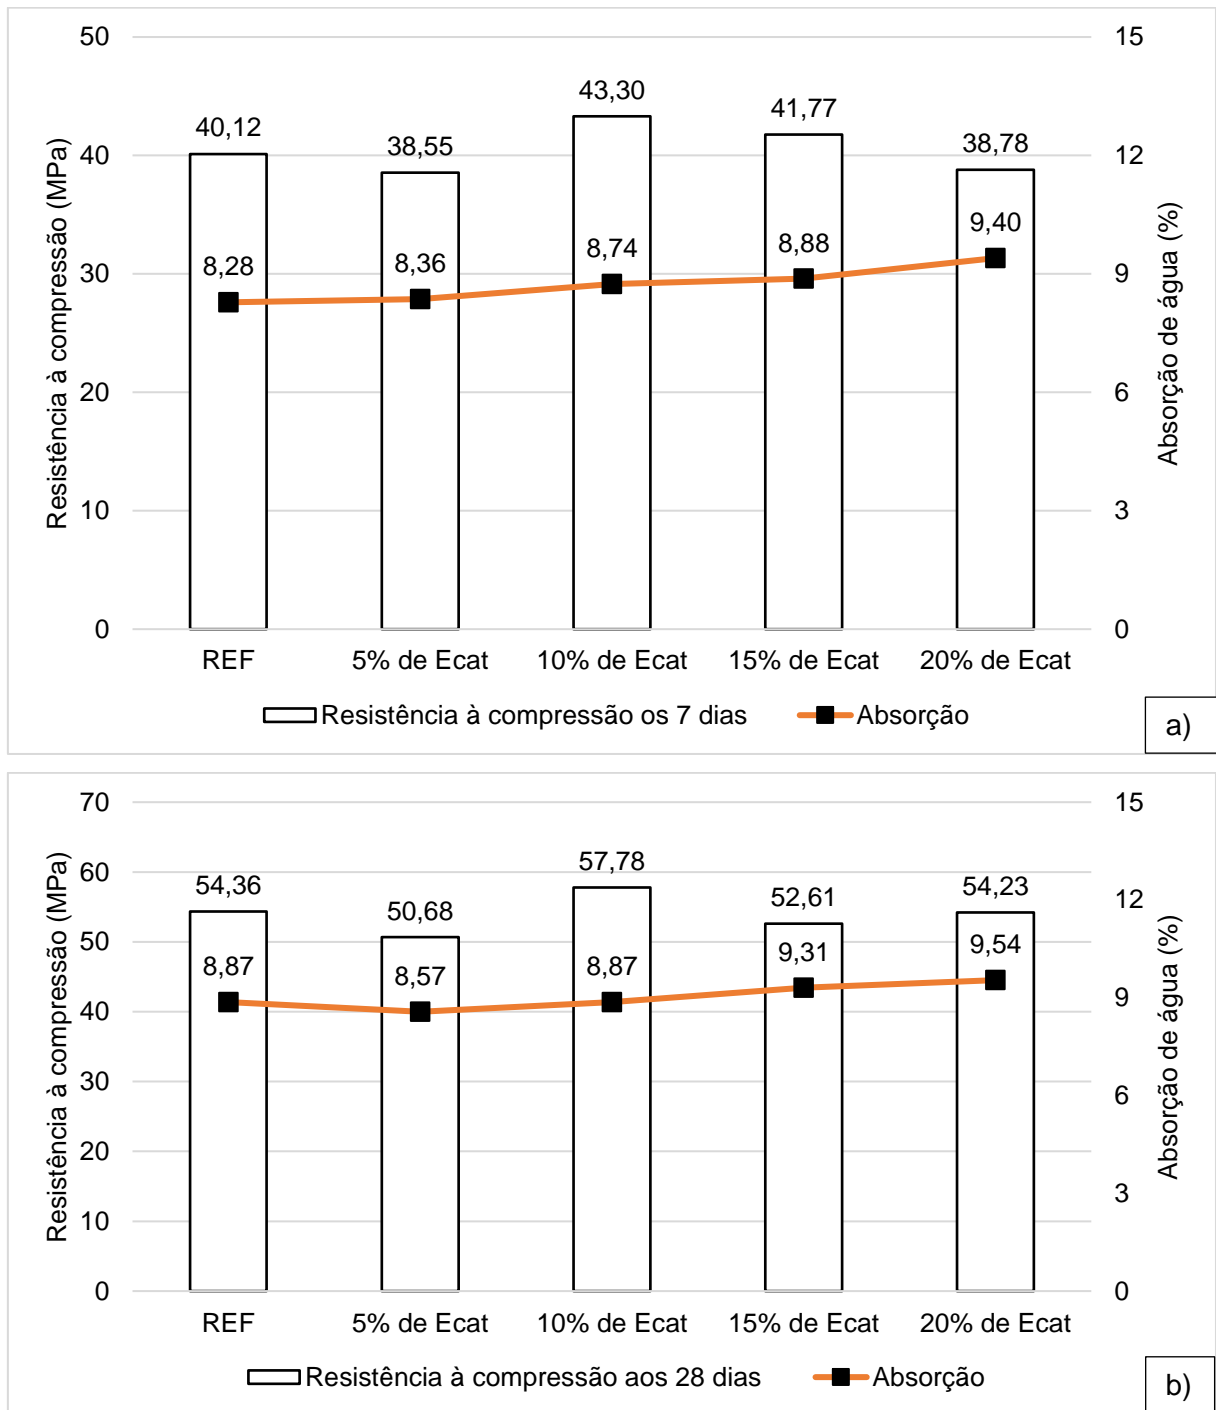 Resistência à compressão (MPa)
50
40
30
20
10
0
40,12
38,55
43,30
41,77
38,78
8,28
8,36
8,74
8,88
9,40
15
12
9
6
3
0
Absorção de água (%)
REF
5% de Ecat
10% de Ecat
15% de Ecat
20% de Ecat
Resistência à compressão os 7 dias
Absorção
a)
Resistência à compressão (MPa)
70
60
50
40
30
20
10
0
54,36
50,68
57,78
52,61
54,23
8,87
8,57
8,87
9,31
9,54
15
12
9
6
3
0
Absorção de água (%)
REF
5% de Ecat
10% de Ecat
15% de Ecat
20% de Ecat
Resistência à compressão aos 28 dias
Absorção
b)